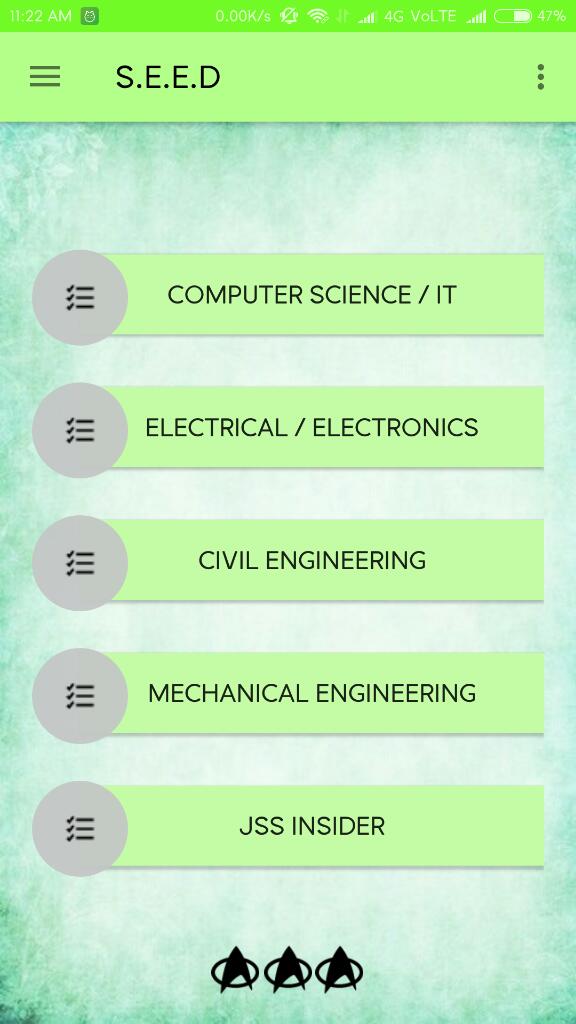 11:22 AM 0.00K/s 4G VoLTE 47%
S.E.E.D
COMPUTER SCIENCE / IT
ELECTRICAL / ELECTRONICS
CIVIL ENGINEERING
MECHANICAL ENGINEERING
JSS INSIDER